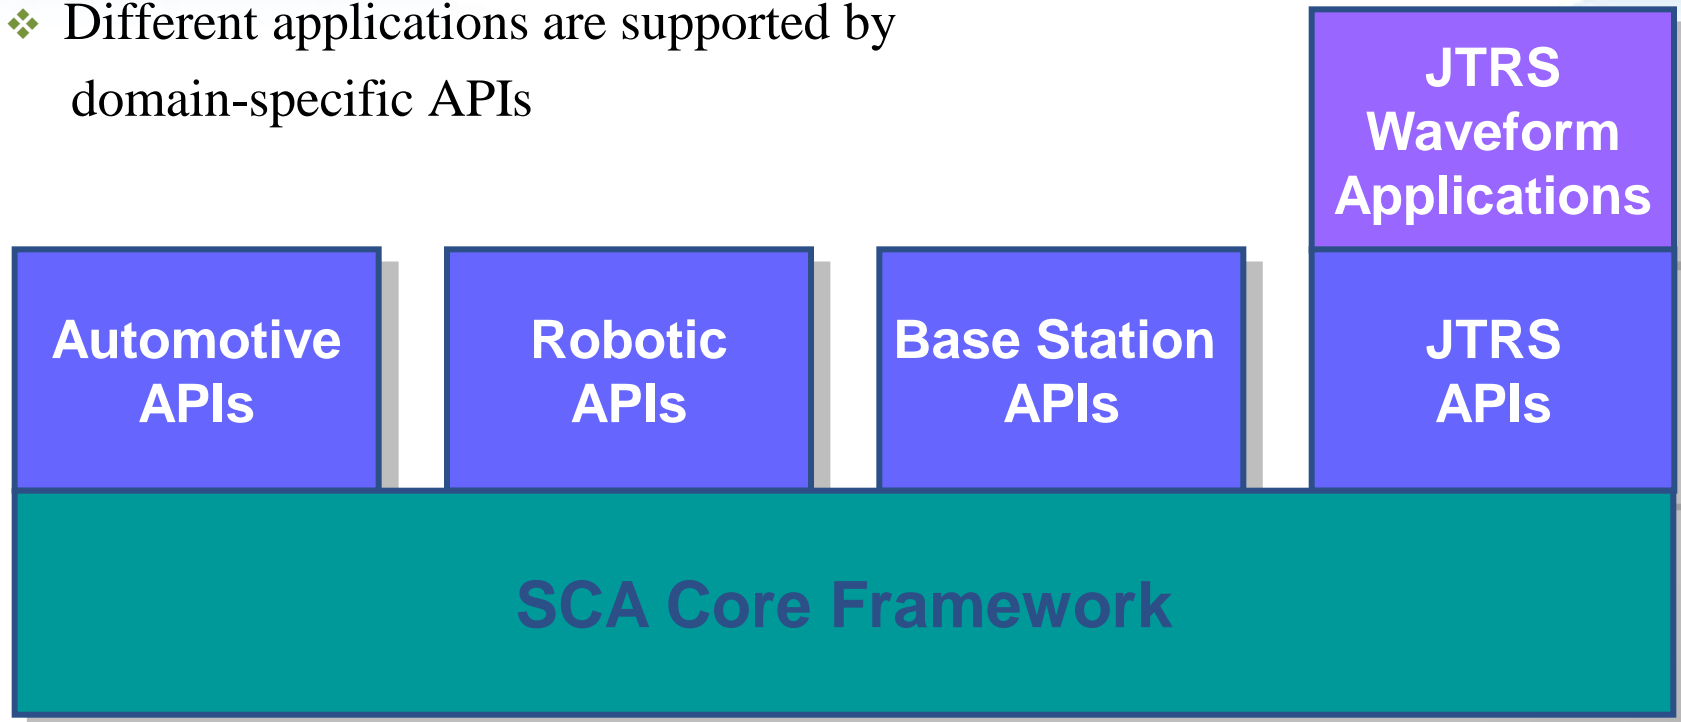 ❖ Different applications are supported by
domain-specific APIs
JTRS
Waveform
Applications
Automotive
APIs
Robotic
APIs
Base Station
APIs
JTRS
APIs
SCA Core Framework